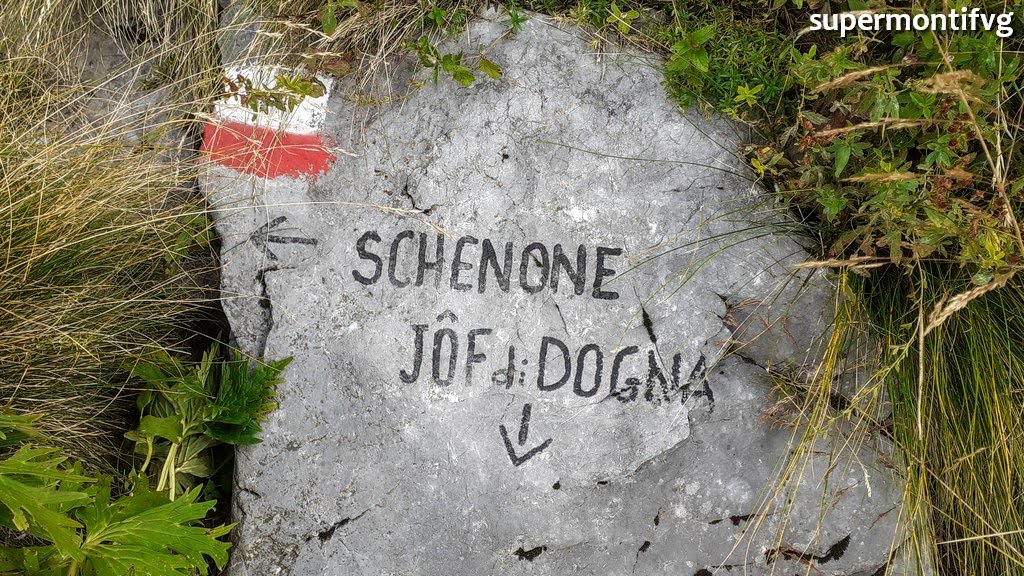 supermontifvg
SCHENONE
JÔF di DOGNA